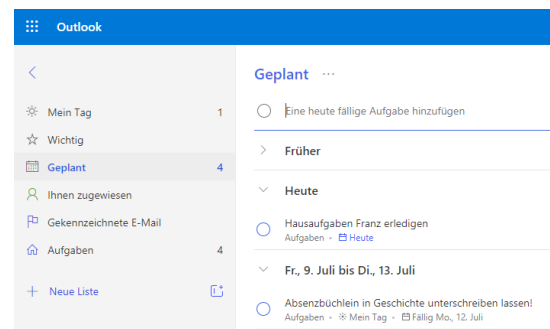 Outlook
Mein Tag 1
Wichtig
Geplant 4
Ihnen zugewiesen
Gekennzeichnete E-Mail
Aufgaben 4
Neue Liste
Geplant ...
Eine heute fällige Aufgabe hinzufügen
Früher
Heute
Hausaufgaben Franz erledigen
Aufgaben • Heute
Fr., 9. Juli bis Di., 13. Juli
Absenzbüchlein in Geschichte unterschreiben lassen!
Aufgaben • Mein Tag • Fällig Mo., 12. Juli